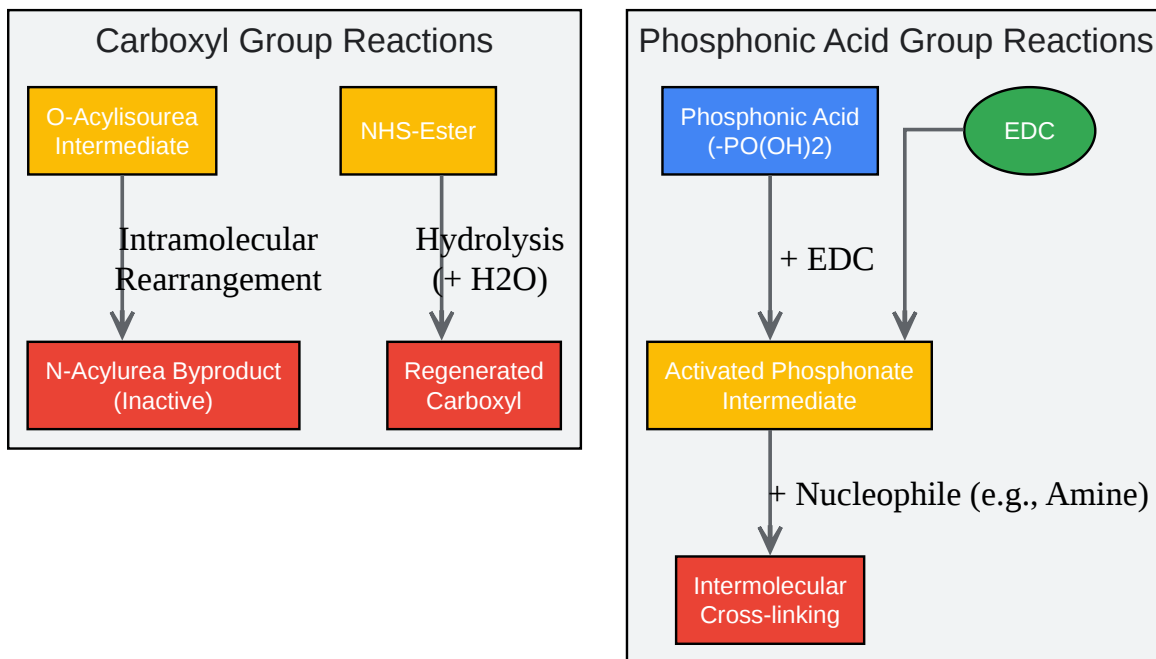 Carboxyl Group Reactions
O-Acylisourea
Intermediate
NHS-Ester
Intramolecular
Rearrangement
Hydrolysis
(+ H2O)
N-Acylurea Byproduct
(Inactive)
Regenerated
Carboxyl
Phosphonic Acid Group Reactions
Phosphonic Acid
(-PO(OH)2)
EDC
+ EDC
Activated Phosphonate
Intermediate
+ Nucleophile (e.g., Amine)
Intermolecular
Cross-linking